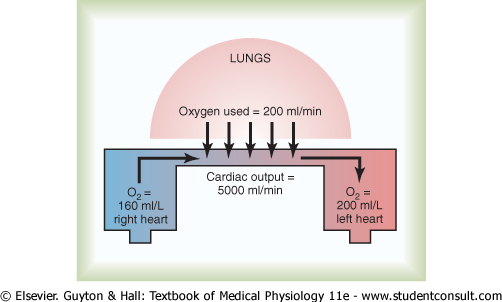 LUNGS
Oxygen used = 200 ml/min
Cardiac output =
5000 ml/min
O2 =
160 ml/L
right heart
O2 =
200 ml/L
left heart
© Elsevier. Guyton & Hall: Textbook of Medical Physiology 11e - www.studentconsult.com